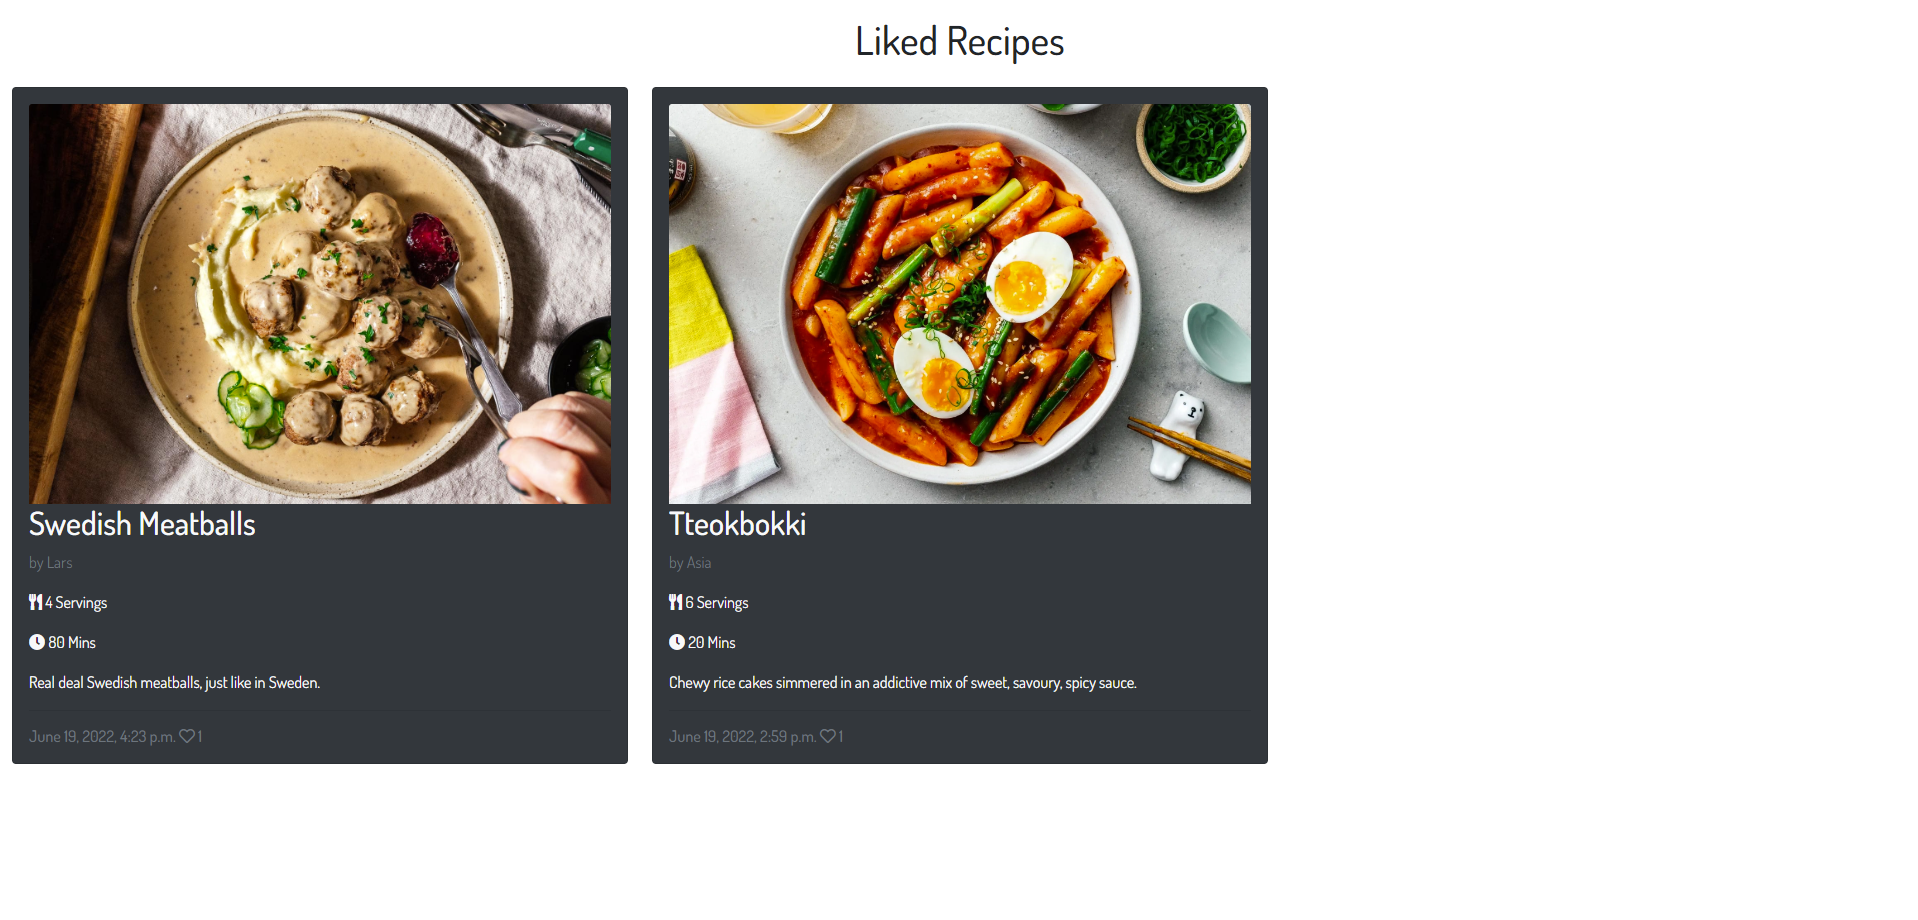 Liked Recipes
Swedish Meatballs
by Lars
4 Servings
80 Mins
Real deal Swedish meatballs, just like in Sweden.
June 19, 2022, 4:23 p.m. 1
Tteokbokki
by Asia
6 Servings
20 Mins
Chewy rice cakes simmered in an addictive mix of sweet, savoury, spicy sauce.
June 19, 2022, 2:59 p.m. 1